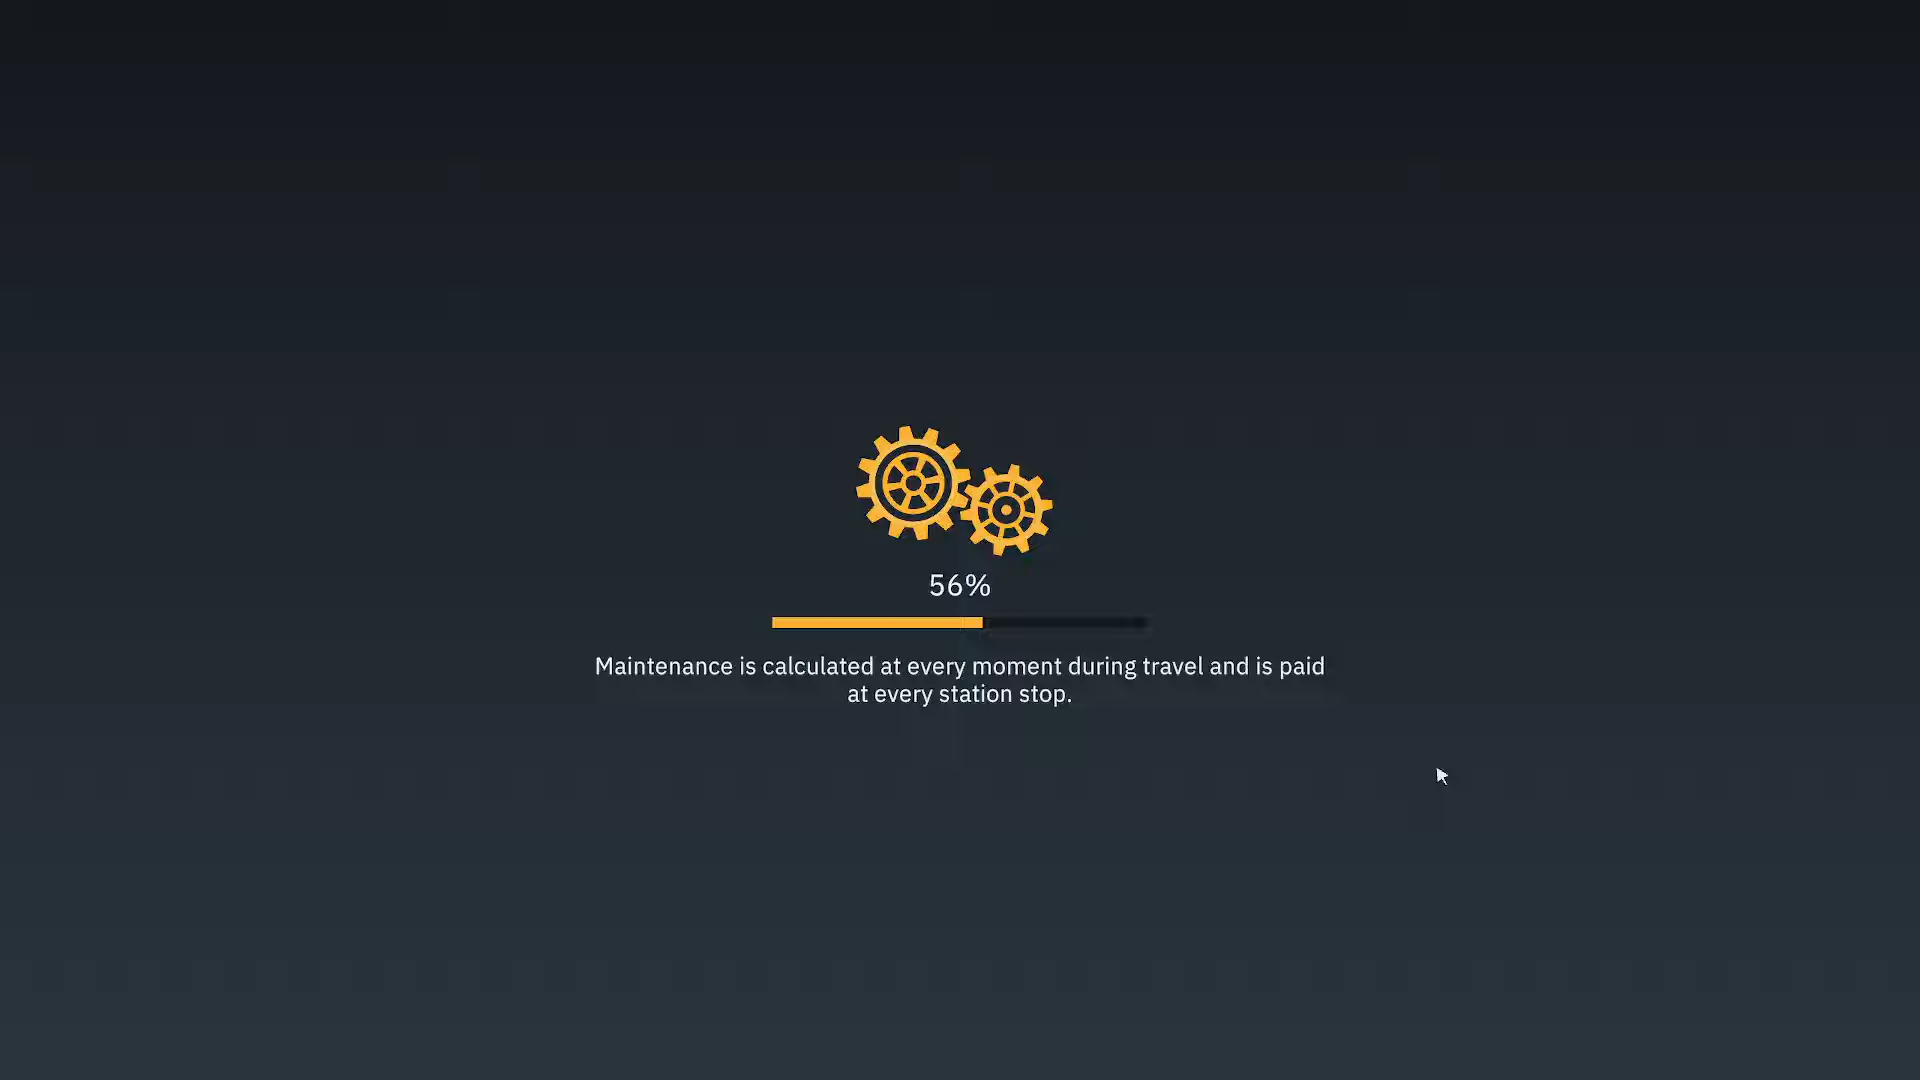 56%
Maintenance is calculated at every moment during travel and is paid
at every station stop.